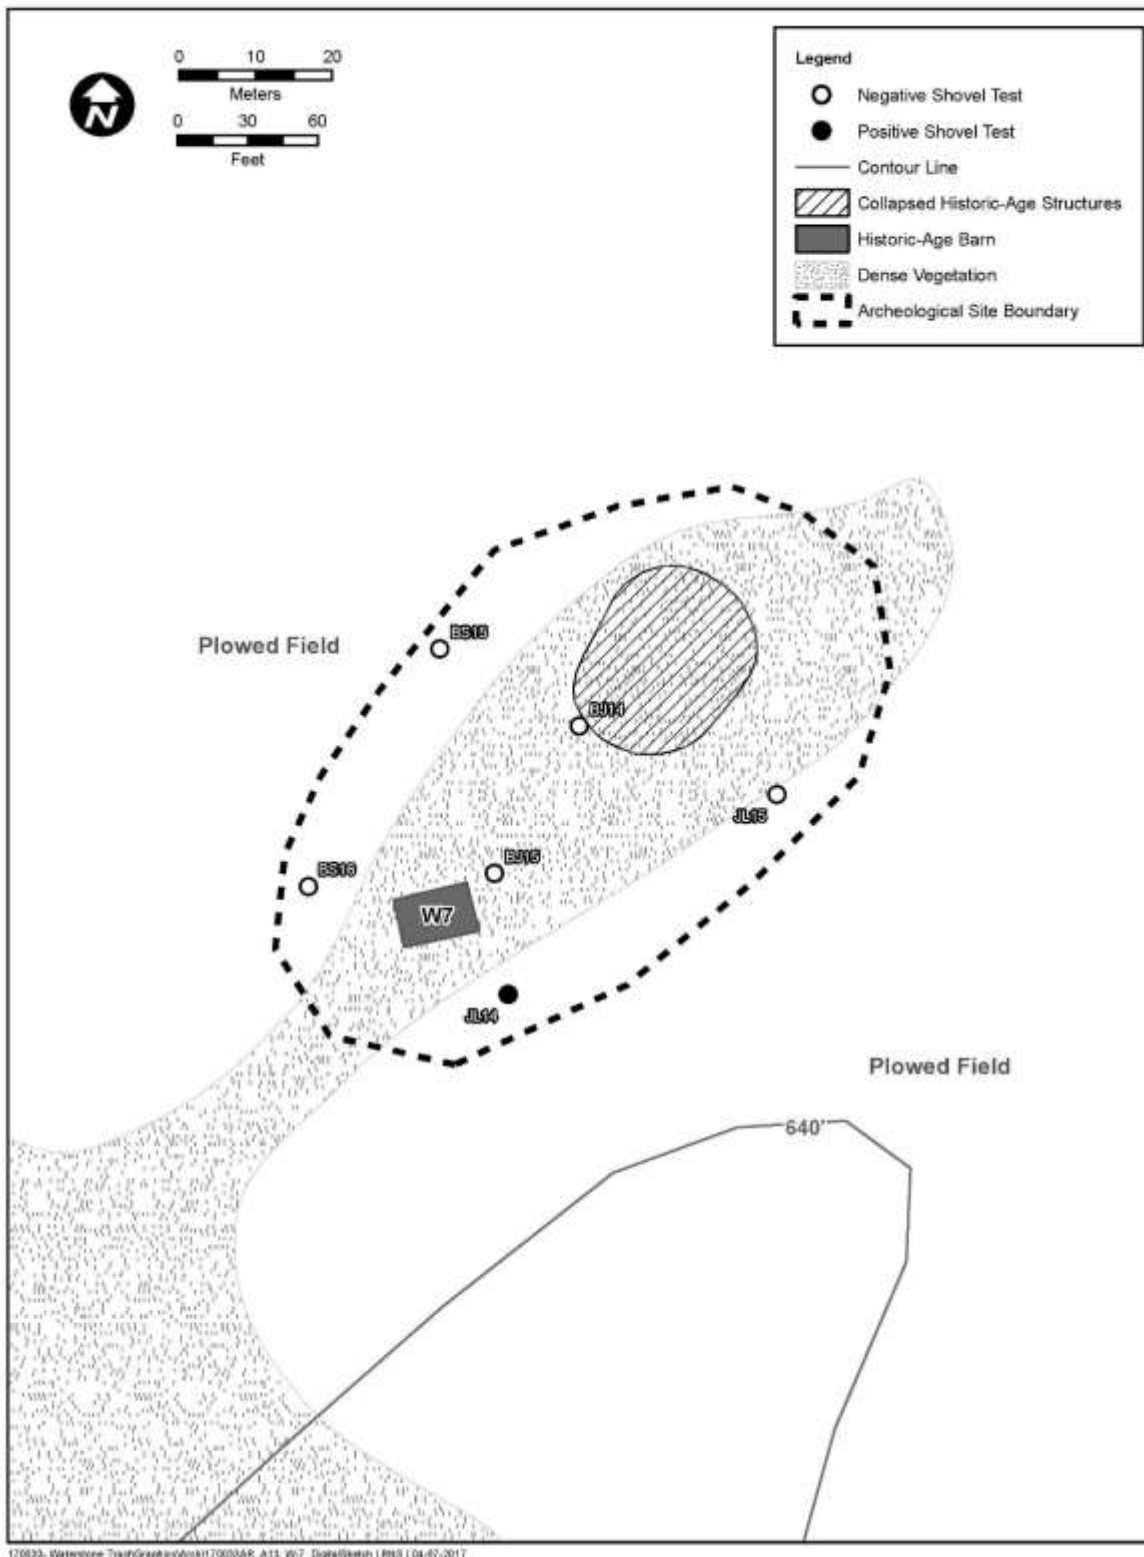 0 10 20
Meters
0 30 60
Feet
N
Legend
Negative Shovel Test
Positive Shovel Test
Contour Line
Collapsed Historic-Age Structures
Historic-Age Barn
Dense Vegetation
Archeological Site Boundary
Plowed Field
BS15
BJ14
JL15
BS16
BJ15
W7
JL14
Plowed Field
640'